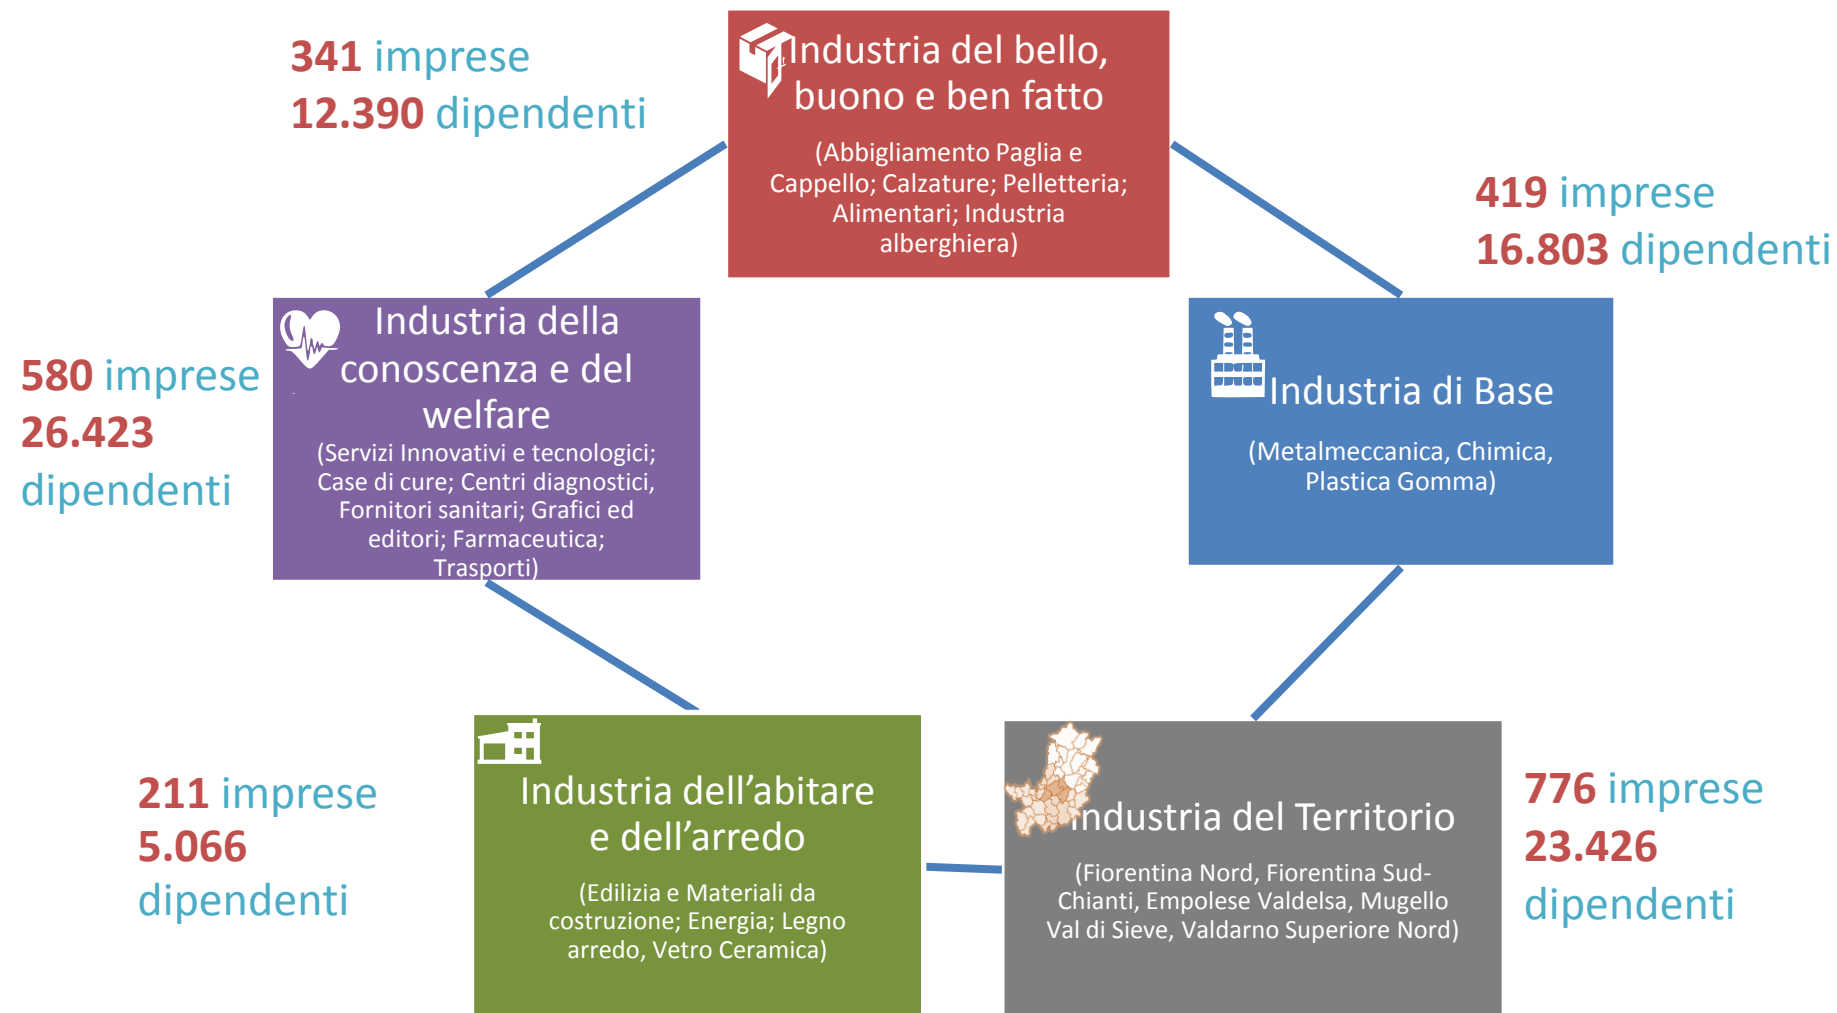 341 imprese
12.390 dipendenti
Industria del bello,
buono e ben fatto
(Abbigliamento Paglia e
Cappello; Calzature; Pelletteria;
Alimentari; Industria
alberghiera)
419 imprese
16.803 dipendenti
580 imprese
26.423
dipendenti
Industria della
conoscenza e del
welfare
(Servizi Innovativi e tecnologici;
Case di cure; Centri diagnostici,
Fornitori sanitari; Grafici ed
editori; Farmaceutica;
Trasporti)
Industria di Base
(Metalmeccanica, Chimica,
Plastica Gomma)
211 imprese
5.066
dipendenti
Industria dell’abitare
e dell’arredo
(Edilizia e Materiali da
costruzione; Energia; Legno
arredo, Vetro Ceramica)
Industria del Territorio
(Fiorentina Nord, Fiorentina Sud-
Chianti, Empolese Valdelsa, Mugello
Val di Sieve, Valdarno Superiore Nord)
776 imprese
23.426
dipendenti